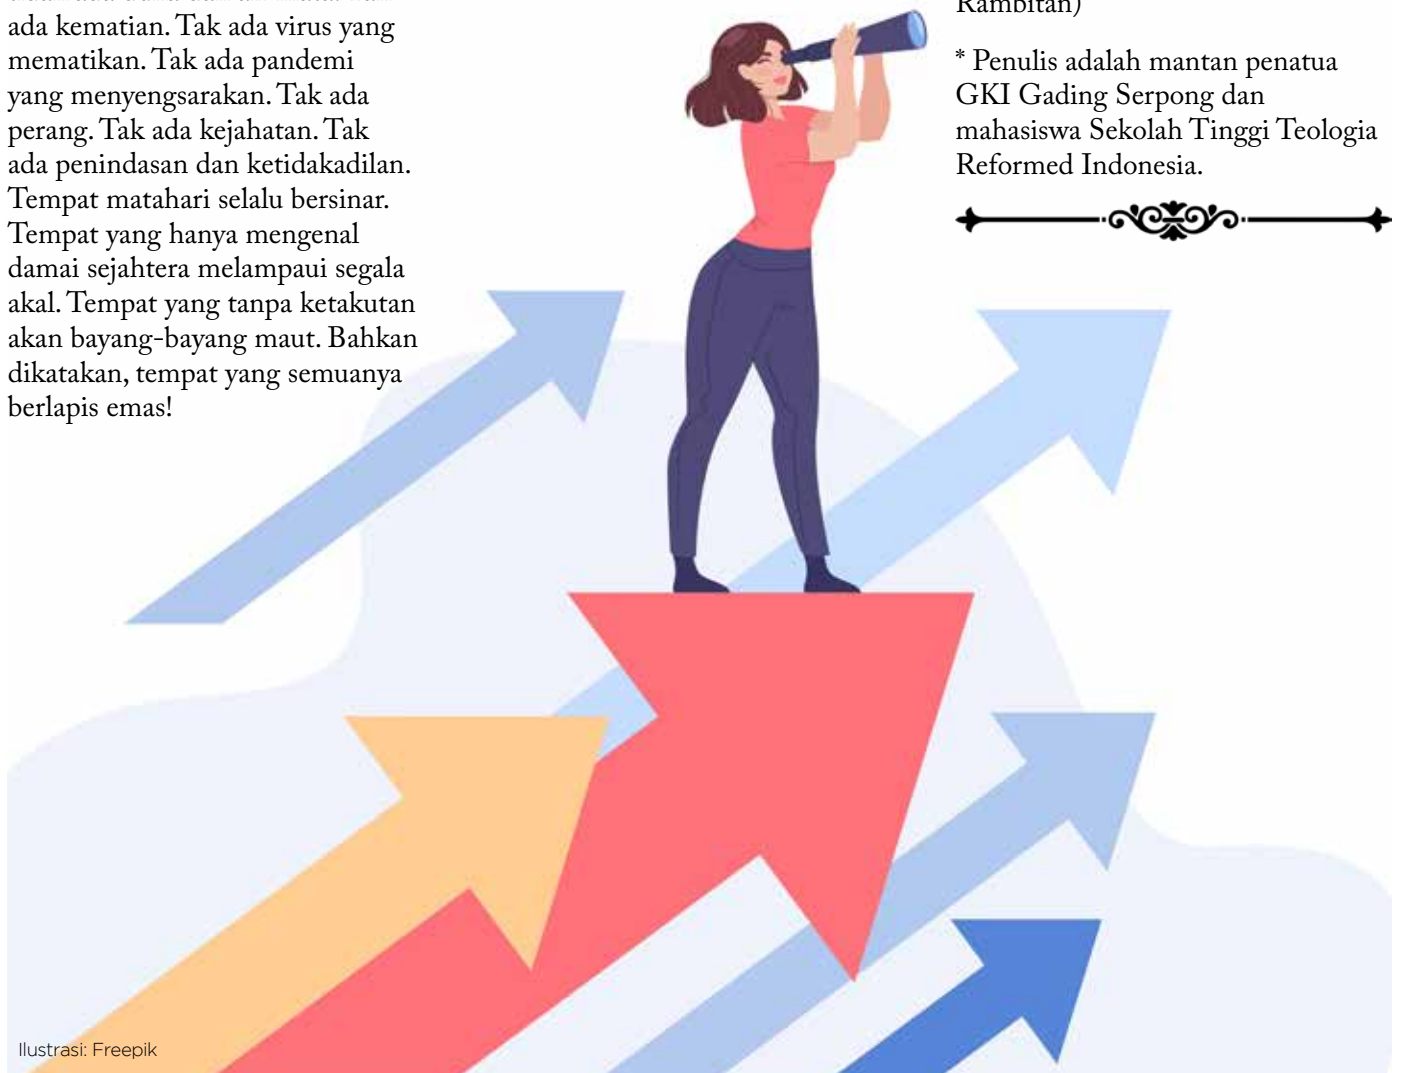 ada kematian. Tak ada virus yang
mematikan. Tak ada pandemi
yang menyengsarakan. Tak ada
perang. Tak ada kejahatan. Tak
ada penindasan dan ketidakadilan.
Tempat matahari selalu bersinar.
Tempat yang hanya mengenal
damai sejahtera melampaui segala
akal. Tempat yang tanpa ketakutan
akan bayang-bayang maut. Bahkan
dikatakan, tempat yang semuanya
berlapis emas!
Rambitan)
* Penulis adalah mantan penatua
GKI Gading Serpong dan
mahasiswa Sekolah Tinggi Teologia
Reformed Indonesia.
Ilustrasi: Freepik